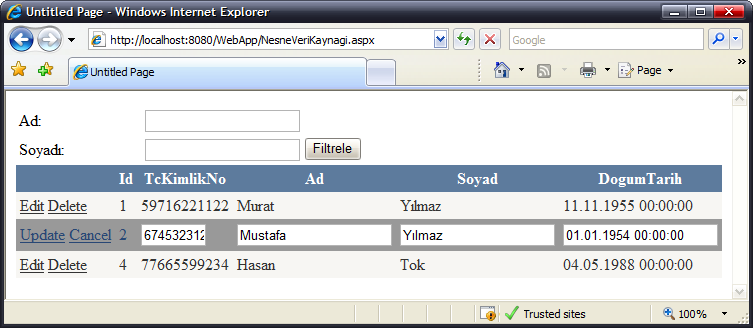 Untitled Page - Windows Internet Explorer
http://localhost:8080/WebApp/NesneVeriKaynagi.aspx
Google
Untitled Page
Page
Ad:
Soyadı:
Filtrele
Id TcKimlikNo Ad Soyad DogumTarih
Edit Delete 1 59716221122 Murat Yılmaz 11.11.1955 00:00:00
Update Cancel 2 674532312 Mustafa Yılmaz 01.01.1954 00:00:00
Edit Delete 4 77665599234 Hasan Tok 04.05.1988 00:00:00
Trusted sites
100%